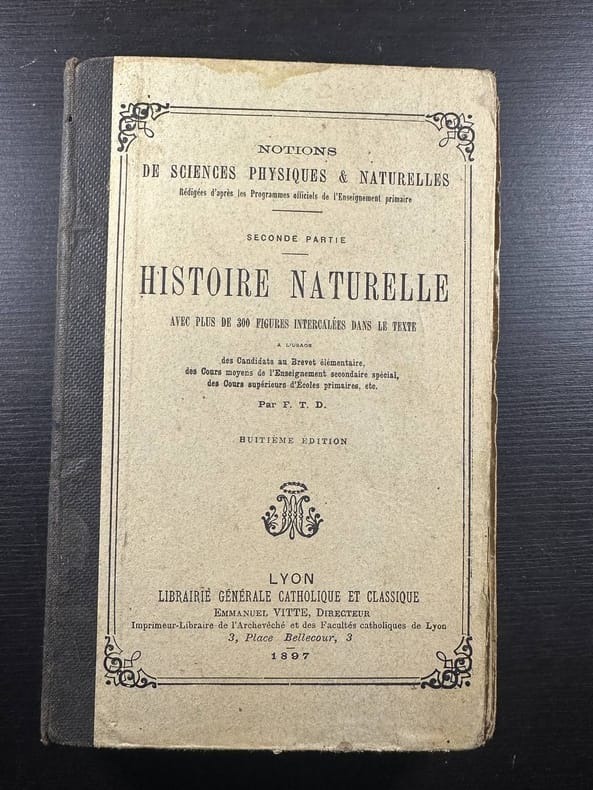 NOTIONS
DE SCIENCES PHYSIQUES & NATURELLES
Rédigées d'après les Programmes officiels de l'Enseignement primaire
SECONDE PARTIE
HISTOIRE NATURELLE
AVEC PLUS DE 300 FIGURES INTERCALÉES DANS LE TEXTE
A L'USAGE
des Candidats au Brevet élémentaire,
des Cours moyens de l'Enseignement secondaire spécial,
des Cours supérieurs d'Écoles primaires, etc.
Par F. T. D.
HUITIÈME EDITION
LYON
LIBRAIRIE GÉNÉRALE CATHOLIQUE ET CLASSIQUE
EMMANUEL VITTE, DIRECTEUR
Imprimeur-Libraire de l'Archevêché et des Facultés catholiques de Lyon
3, Place Bellecour, 3
1897